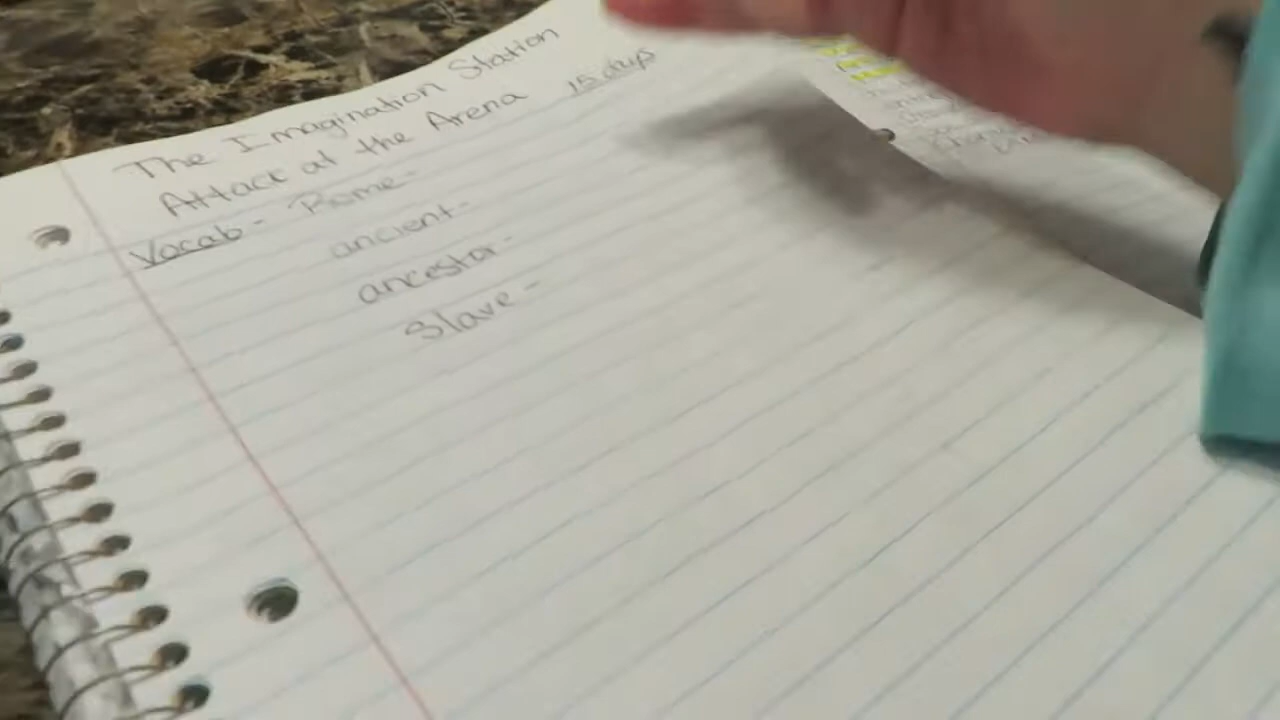 The Imagination Station
Attack at the Arena 15 days
Vocab - Rome -
ancient -
ancestor -
Slave -